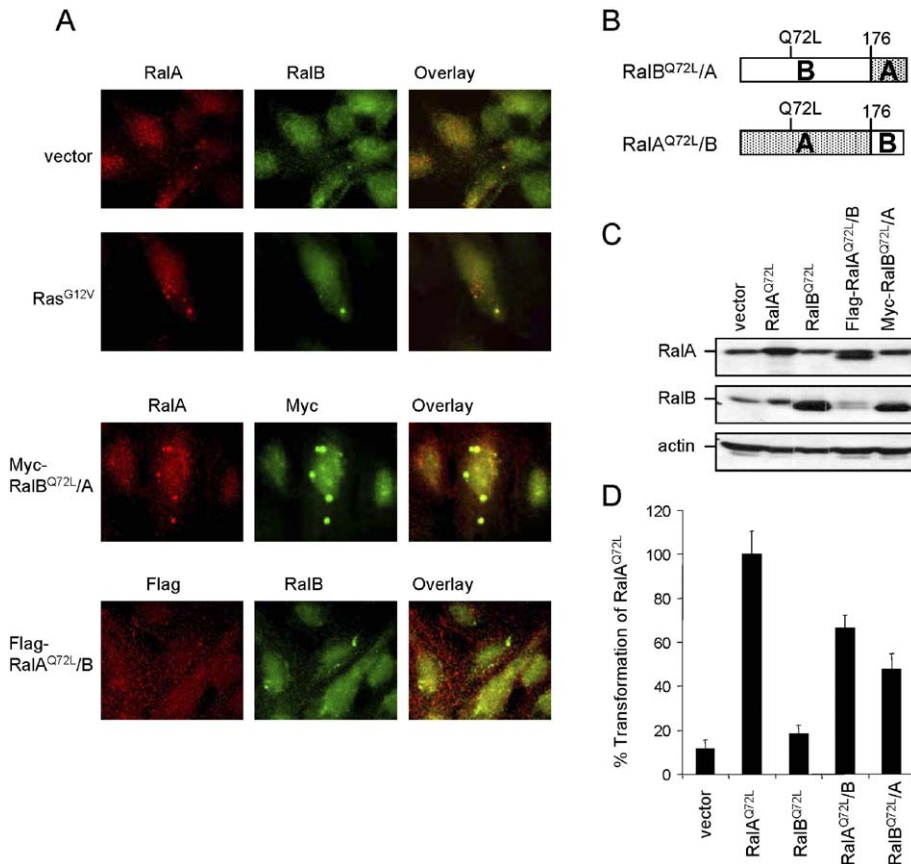 A
RalA RalB Overlay
vector
Ras^G12V
RalA Myc Overlay
Myc-
RalB^Q72L/A
Flag RalB Overlay
Flag-
RalA^Q72L/B
B
Q72L 176
RalB^Q72L/A B A
Q72L 176
RalA^Q72L/B A B
C
vector
RalA^Q72L
RalB^Q72L
Flag-RalA^Q72L/B
Myc-RalB^Q72L/A
RalA
RalB
actin
D
% Transformation of RalA^Q72L
120
100
80
60
40
20
0
vector
RalA^Q72L
RalB^Q72L
RalA^Q72L/B
RalB^Q72L/A